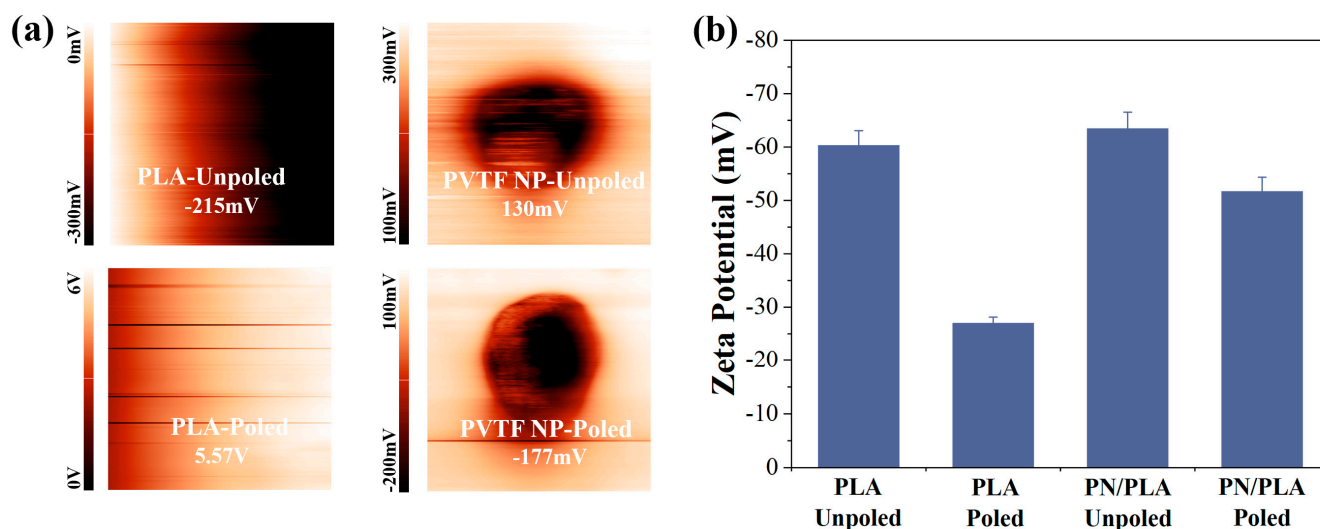 (a)
0mV
-300mV
PLA-Unpoled
-215mV
300mV
100mV
PVTF NP-Unpoled
130mV
6V
0V
PLA-Poled
5.57V
100mV
-200mV
PVTF NP-Poled
-177mV
(b)
Zeta Potential (mV)
-80
-70
-60
-50
-40
-30
-20
-10
0
PLA
Unpoled
PLA
Poled
PN/PLA
Unpoled
PN/PLA
Poled